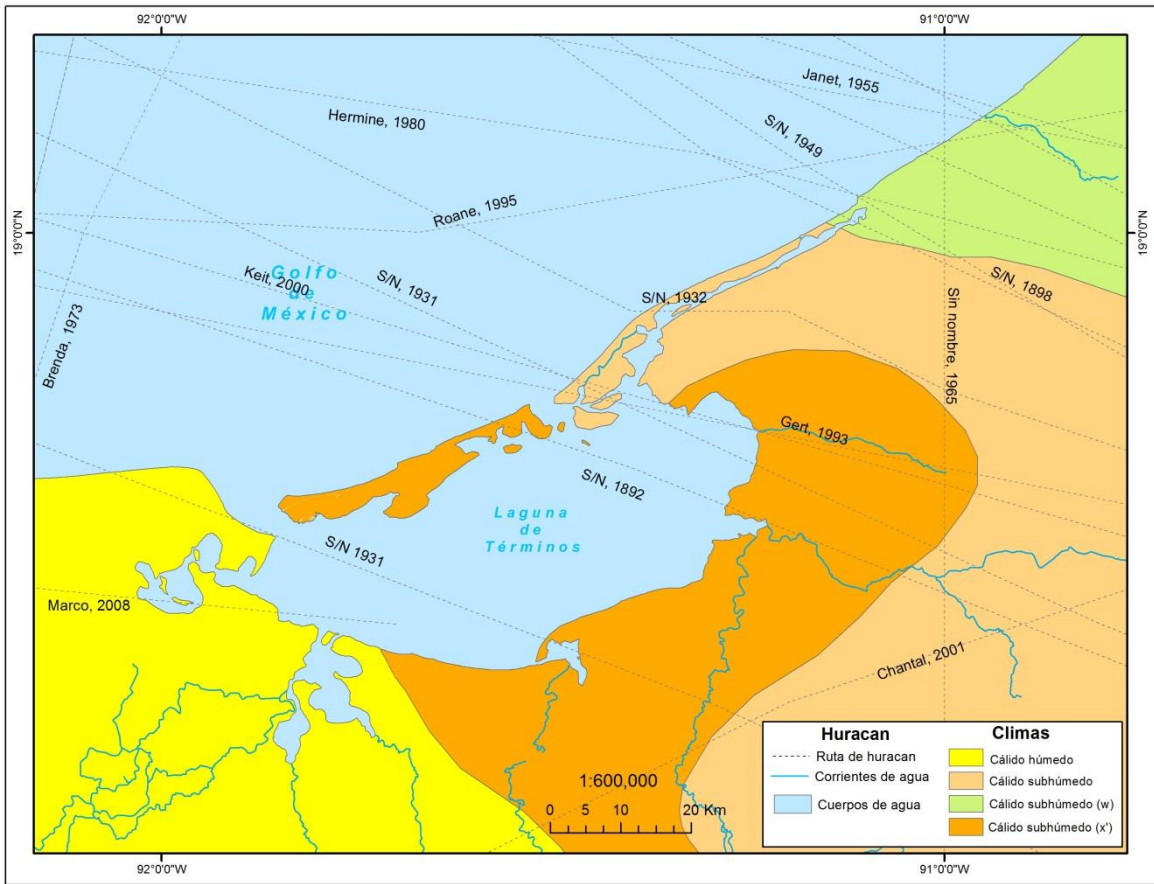 92°0'0"W
91°0'0"W
Janet, 1955
Hermine, 1980
S/N, 1949
Roane, 1995
19°0'0"N
19°0'0"N
Golfo
de
México
Keit, 2000
S/N, 1931
S/N, 1932
S/N, 1898
Brenda, 1973
Sin nombre, 1965
Gert, 1993
S/N, 1892
Laguna
de
Términos
S/N 1931
Marco, 2008
Chantal, 2001
1:600,000
0 5 10 20 Km
Huracan
Ruta de huracan
Corrientes de agua
Cuerpos de agua
Climas
Cálido húmedo
Cálido subhúmedo
Cálido subhúmedo (w)
Cálido subhúmedo (x')
92°0'0"W
91°0'0"W